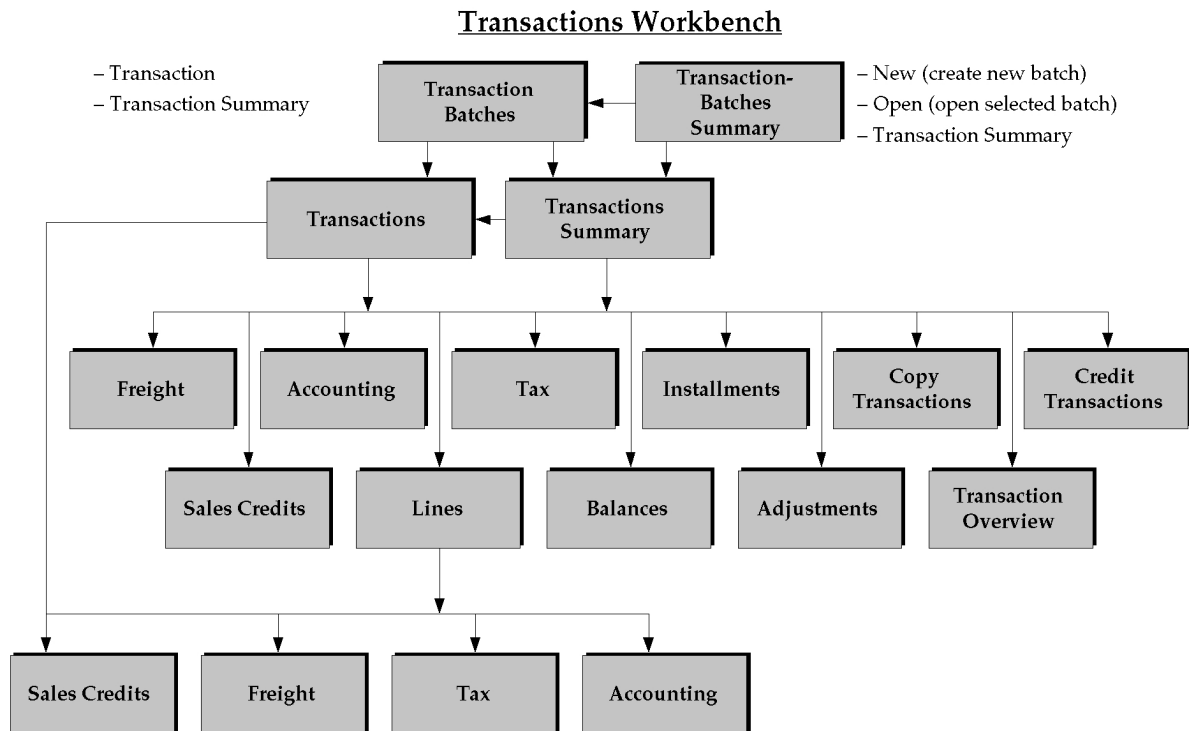 Transactions Workbench
– Transaction
– Transaction Summary
Transaction
Batches
Transaction-
Batches
Summary
– New (create new batch)
– Open (open selected batch)
– Transaction Summary
Transactions
Transactions
Summary
Freight
Accounting
Tax
Installments
Copy
Transactions
Credit
Transactions
Sales Credits
Lines
Balances
Adjustments
Transaction
Overview
Sales Credits
Freight
Tax
Accounting